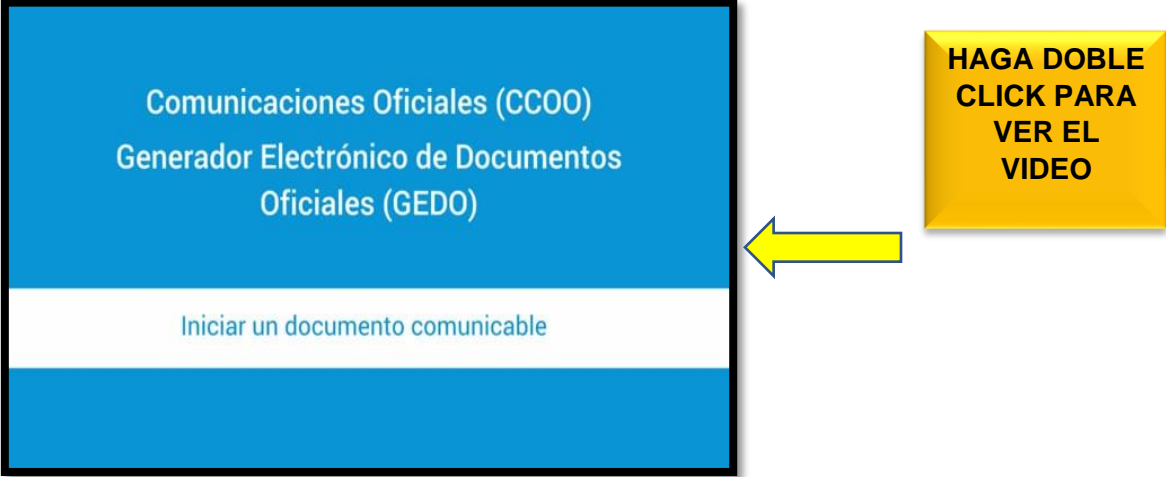 Comunicaciones Oficiales (CCOO)
Generador Electrónico de Documentos
Oficiales (GEDO)
Iniciar un documento comunicable
HAGA DOBLE
CLICK PARA
VER EL
VIDEO